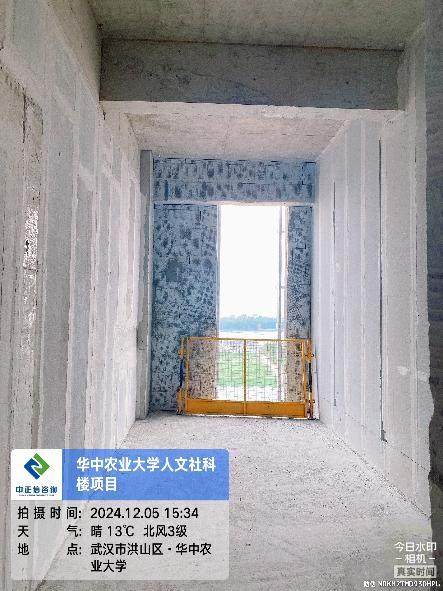 华中农业大学人文社科
楼项目
中正信咨询
拍摄时间: 2024.12.05 15:34
天 气: 晴 13℃ 北风3级
地 点: 武汉市洪山区·华中农
业大学
今日水印
-相机-
真实时间